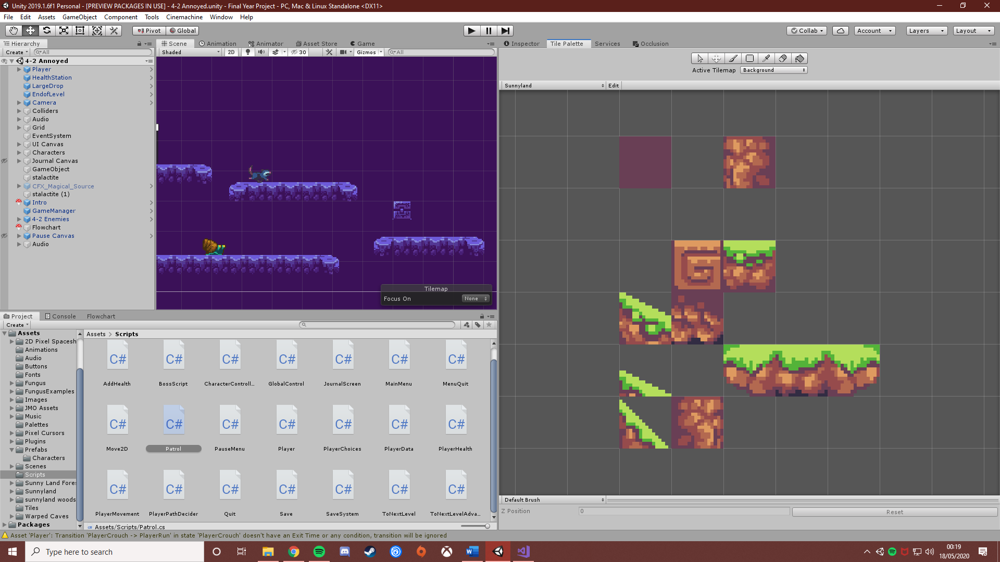 Unity 2019.1.6f1 Personal - [PREVIEW PACKAGES IN USE] - 4-2 Annoyed.unity - Final Year Project - PC, Mac & Linux Standalone <DX11>
File Edit Assets GameObject Component Tools Cinemachine Window Help
Pivot Global Collab Account Layers Layout
Hierarchy
Create All
4-2 Annoyed
Player
HealthStation
LargeDrop
EndofLevel
Camera
Colliders
Audio
Grid
EventSystem
UI Canvas
Characters
Journal Canvas
GameObject
stalactite
CFX_Magical_Source
stalactite (1)
Intro
GameManager
4-2 Enemies
Flowchart
Pause Canvas
Audio
Scene Animation Animator Asset Store Game
Shaded 2D 30 Gizmos All
Tilemap
Focus On None
Inspector Tile Palette Services Occlusion
Active Tilemap Background
Sunnyland Edit
Default Brush
Z Position 0 Reset
Project Console Flowchart
Create
Assets
2D Pixel Spacesh
Animations
Audio
Buttons
Fonts
Fungus
FungusExamples
Images
JMO Assets
Music
Palettes
Pixel Cursors
Plugins
Prefabs
Characters
Scenes
Scripts
Sunny Land Fores
Sunnyland
sunnyland woods
Tiles
Warped Caves
Packages
Assets > Scripts
C# C# C# C# C# C# C#
AddHealth BossScript CharacterControll... GlobalControl JournalScreen MainMenu MenuQuit
C# C# C# C# C# C# C#
Move2D Patrol PauseMenu Player PlayerChoices PlayerData PlayerHealth
C# C# C# C# C# C# C#
PlayerMovement PlayerPathDecider Quit Save SaveSystem ToNextLevel ToNextLevelAdva...
Assets/Scripts/Patrol.cs
Asset 'Player': Transition 'PlayerCrouch -> PlayerRun' in state 'PlayerCrouch' doesn't have an Exit Time or any condition, transition will be ignored
Type here to search
00:19
18/05/2020